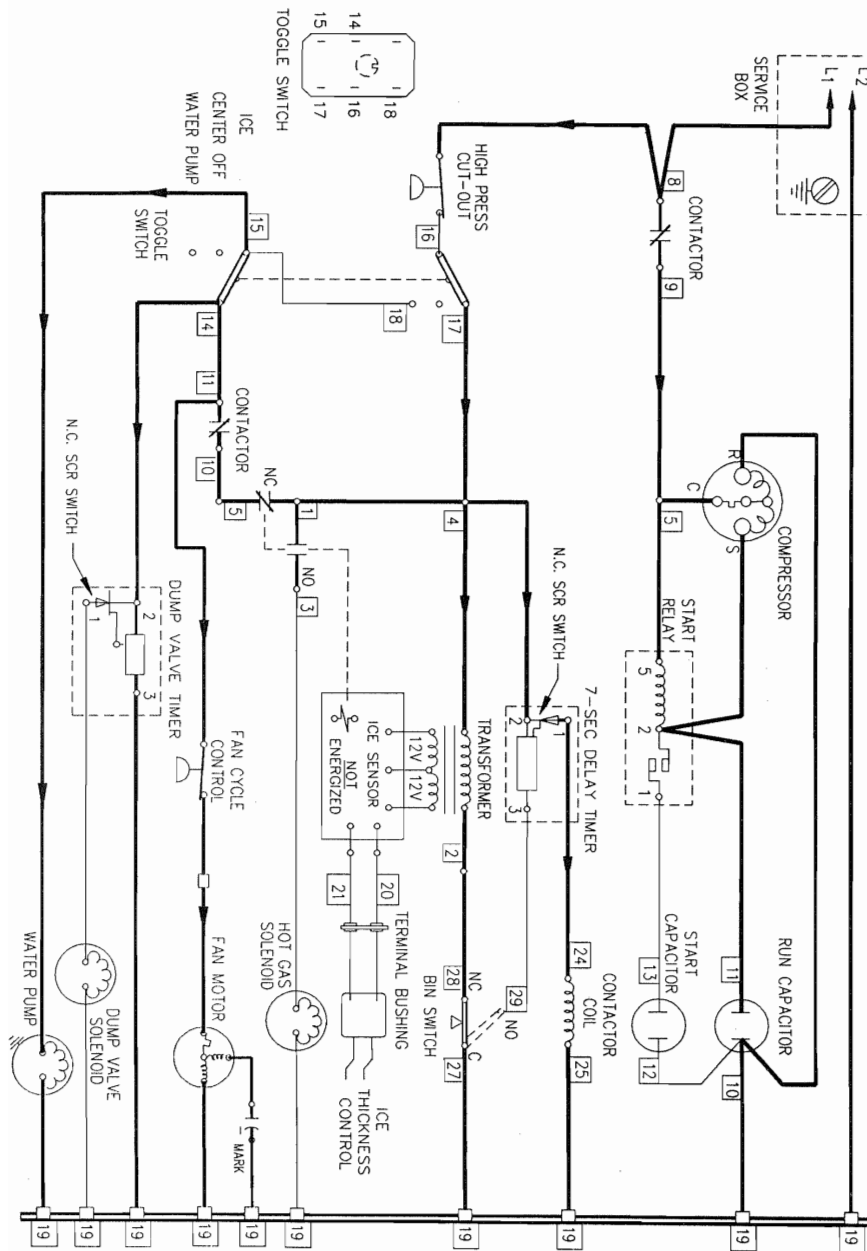 L2
19
L1
SERVICE
BOX
COMPRESSOR
R
C
S
RUN CAPACITOR
11
10
19
8
CONTACTOR
9
5
START
RELAY
5
2
1
START
CAPACITOR
13
12
7-SEC DELAY TIMER
N.C. SCR SWITCH
1
2
3
CONTACTOR
COIL
24
25
19
29
NO
HIGH PRESS
CUT-OUT
16
17
4
TRANSFORMER
2
NC
28
C
27
BIN SWITCH
19
18
12V
12V
ICE SENSOR
NOT
ENERGIZED
20
21
TERMINAL BUSHING
ICE
THICKNESS
CONTROL
14
15
18
16
17
TOGGLE SWITCH
ICE
CENTER OFF
WATER PUMP
1
NO
3
HOT GAS
SOLENOID
19
NC
5
CONTACTOR
10
11
14
15
TOGGLE
SWITCH
FAN CYCLE
CONTROL
FAN MOTOR
MARK
19
19
N.C. SCR SWITCH
2
1
3
DUMP VALVE TIMER
19
DUMP VALVE
SOLENOID
19
WATER PUMP
19